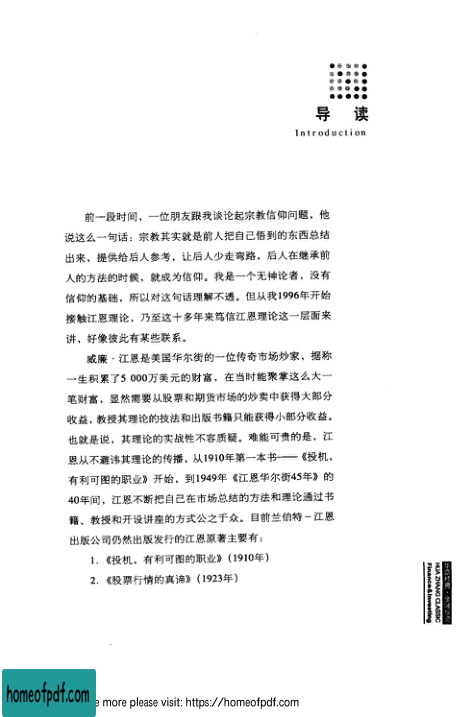 导 读
Introduction
前一段时间，一位朋友跟我谈论起宗教信仰问题。他
说这么一句话：宗教其实就是前人把自己悟到的东西总结
出来，提供给后人参考，让后人少走弯路，后人在继承前
人的方法的时候，就成为信仰。我是一个无神论者，没有
信仰的基础，所以对这句话理解不透。但从我1996年开始
接触江恩理论，乃至这十多年来笃信江恩理论这一层面来
讲，好像彼此有某些联系。
威廉·江恩是美国华尔街的一位传奇市场炒家，据称
一生积累了5 000万美元的财富，在当时能聚掌这么大一
笔财富，显然需要从股票和期货市场的炒卖中获得大部分
收益，教授其理论的技法和出版书籍只能获得小部分收益。
也就是说，其理论的实战性不容质疑。难能可贵的是，江
恩从不避讳其理论的传播，从1910年第一本书——《投机，
有利可图的职业》开始，到1949年《江恩华尔街45年》的
40年间，江恩不断把自己在市场总结的方法和理论通过书
籍、教授和开设讲座的方式公之于众。目前兰伯特-江恩
出版公司仍然出版发行的江恩原著主要有：
1. 《投机，有利可图的职业》（1910年）
2. 《股票行情的真谛》（1923年）
HUA ZHANG CLASSIC
Finance & Investing
homeofpdf.com
e more please visit: https://homeofpdf.com